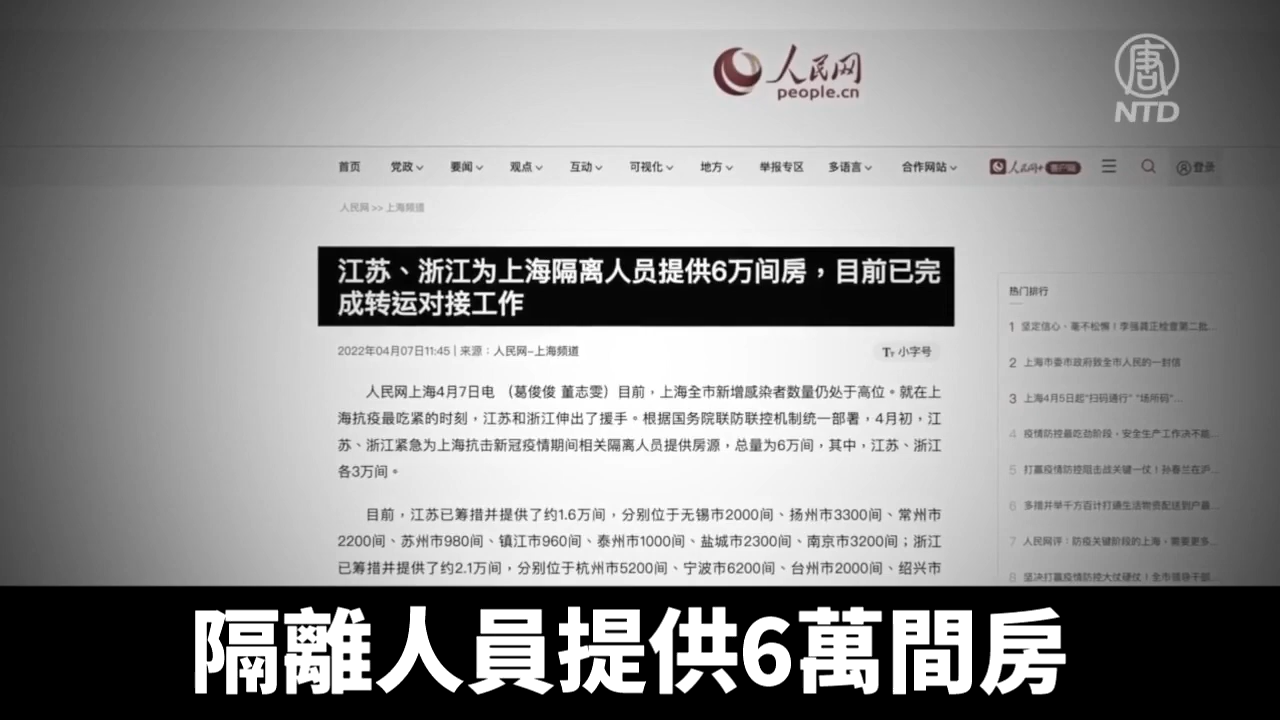 人民网
people.cn
唐
NTD
首页 党政 要闻 观点 互动 可视化 地方 举报专区 多语言 合作网站 人民网+ 登录
人民网 >> 上海频道
江苏、浙江为上海隔离人员提供6万间房，目前已完
成转运对接工作
2022年04月07日11:45 | 来源：人民网-上海频道
小字号
人民网上海4月7日电 （葛俊俊 董志雯）目前，上海全市新增感染者数量仍处于高位。就在上
海抗疫最吃紧的时刻，江苏和浙江伸出了援手。根据国务院联防联控机制统一部署，4月初，江
苏、浙江紧急为上海抗击新冠疫情期间相关隔离人员提供房源，总量为6万间，其中，江苏、浙江
各3万间。
目前，江苏已筹措并提供了约1.6万间，分别位于无锡市2000间、扬州市3300间、常州市
2200间、苏州市980间、镇江市960间、泰州市1000间、盐城市2300间、南京市3200间；浙江
已筹措并提供了约2.1万间，分别位于杭州市5200间、宁波市6200间、台州市2000间、绍兴市
热门排行
1 坚定信心、毫不松懈！李强龚正检查第二批...
2 上海市委市政府致全市人民的一封信
3 上海4月5日起“扫码通行” “场所码”...
4 疫情防控最吃劲阶段，安全生产工作决不能...
5 打赢疫情防控阻击战关键一仗！孙春兰在沪...
6 多措并举千方百计打通生活物资配送到户最...
7 人民网评：防疫关键阶段的上海，需要更多...
8 坚决打赢疫情防控大仗硬仗！全市领导干部...
隔離人員提供6萬間房